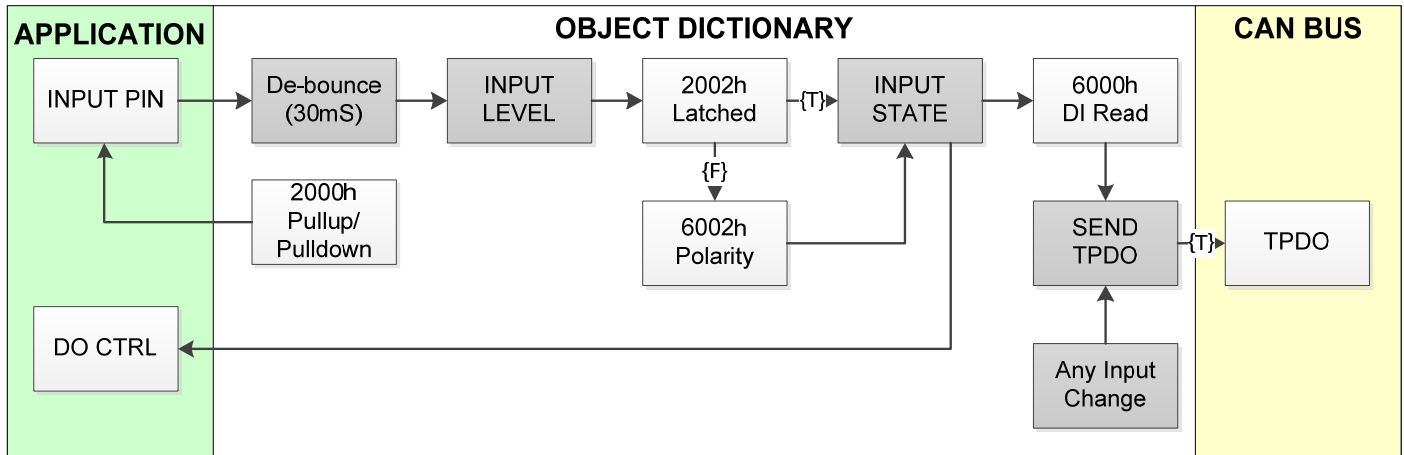 APPLICATION
OBJECT DICTIONARY
CAN BUS
INPUT PIN
De-bounce
(30mS)
INPUT
LEVEL
2002h
Latched
{T}
INPUT
STATE
6000h
DI Read
{F}
2000h
Pullup/
Pulldown
6002h
Polarity
SEND
TPDO
{T}
TPDO
DO CTRL
Any Input
Change